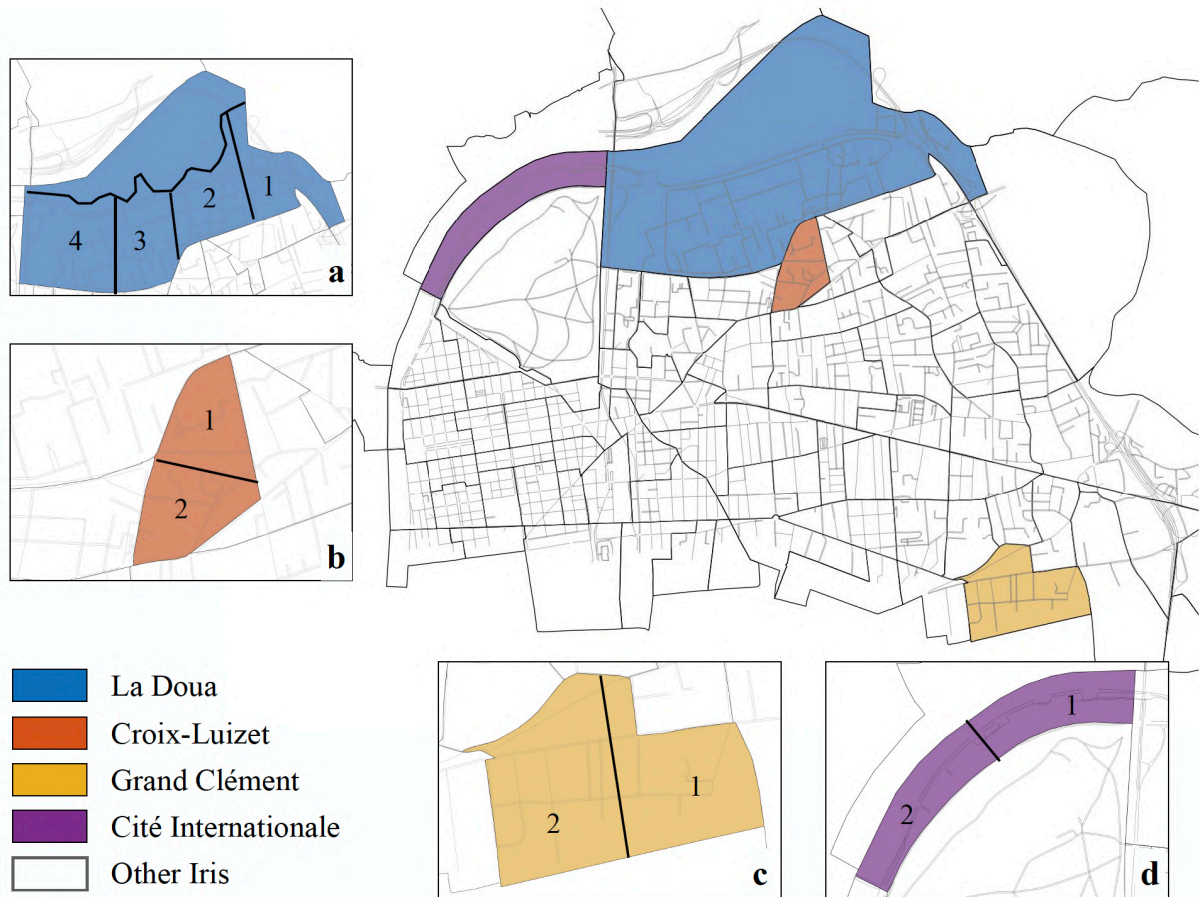 1
2
3
4
a
1
2
b
La Doua
Croix-Luizet
Grand Clément
Cité Internationale
Other Iris
1
2
c
1
2
d